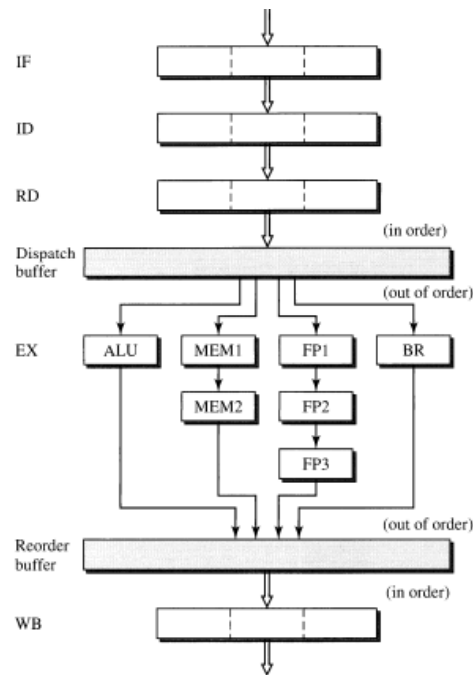 IF
ID
RD
(in order)
Dispatch
buffer
(out of order)
EX
ALU
MEM1
FP1
BR
MEM2
FP2
FP3
(out of order)
Reorder
buffer
(in order)
WB